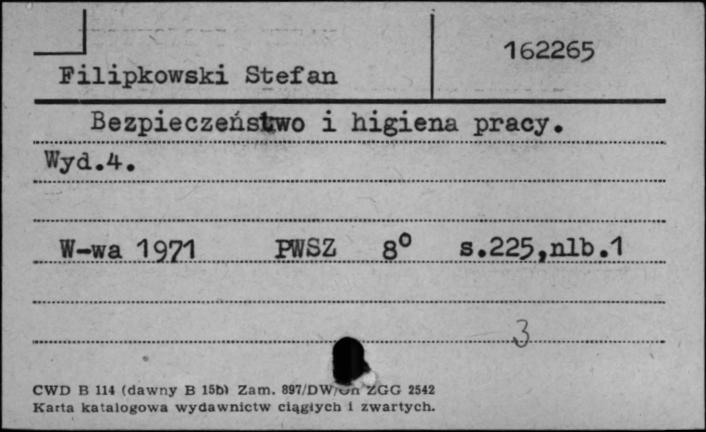 162265
Filipkowski Stefan
Bezpieczeństwo i higiena pracy.
Wyd.4.
W-wa 1971 PWSZ 8° s.225,nlb.1
3
CWD B 114 (dawny B 15b) Zam. 897/DW/Gn ZGG 2542
Karta katalogowa wydawnictw ciągłych i zwartych.